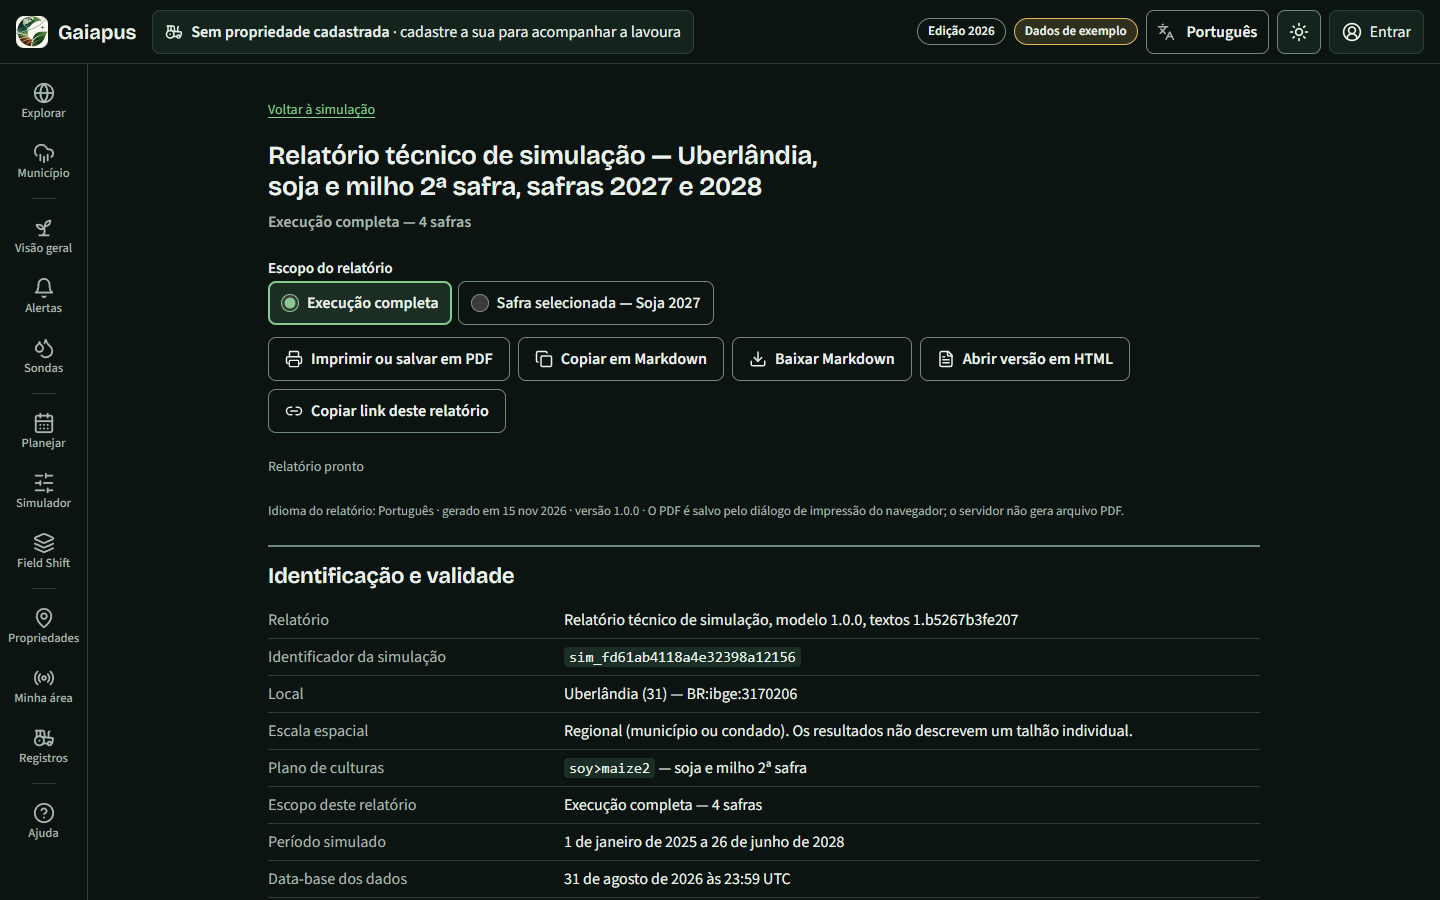 Gaiapus
Sem propriedade cadastrada · cadastre a sua para acompanhar a lavoura
Edição 2026
Dados de exemplo
Português
Entrar
Explorar
Município
Visão geral
Alertas
Sondas
Planejar
Simulador
Field Shift
Propriedades
Minha área
Registros
Ajuda
Voltar à simulação
Relatório técnico de simulação — Uberlândia,
soja e milho 2ª safra, safras 2027 e 2028
Execução completa — 4 safras
Escopo do relatório
Execução completa
Safra selecionada — Soja 2027
Imprimir ou salvar em PDF
Copiar em Markdown
Baixar Markdown
Abrir versão em HTML
Copiar link deste relatório
Relatório pronto
Idioma do relatório: Português · gerado em 15 nov 2026 · versão 1.0.0 · O PDF é salvo pelo diálogo de impressão do navegador; o servidor não gera arquivo PDF.
Identificação e validade
Relatório
Relatório técnico de simulação, modelo 1.0.0, textos 1.b5267b3fe207
Identificador da simulação
sim_fd61ab4118a4e32398a12156
Local
Uberlândia (31) — BR:ibge:3170206
Escala espacial
Regional (município ou condado). Os resultados não descrevem um talhão individual.
Plano de culturas
soy>maize2 — soja e milho 2ª safra
Escopo deste relatório
Execução completa — 4 safras
Período simulado
1 de janeiro de 2025 a 26 de junho de 2028
Data-base dos dados
31 de agosto de 2026 às 23:59 UTC